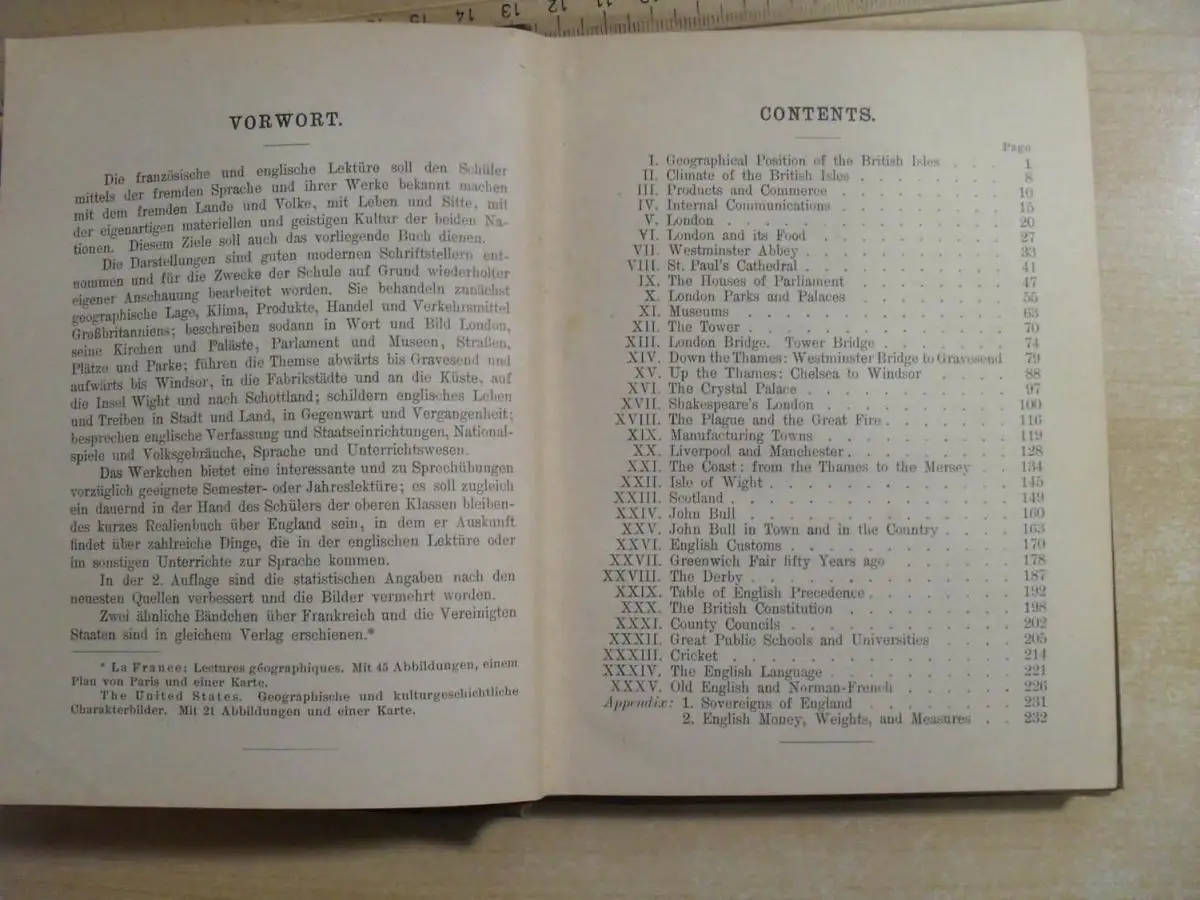 14 13 12 11
VORWORT.
Die französische und englische Lektüre soll den Schüler
mittels der fremden Sprache und ihrer Werke bekannt machen
mit dem fremden Lande und Volke, mit Leben und Sitte, mit
der eigenartigen materiellen und geistigen Kultur der beiden Na-
tionen. Diesem Ziele soll auch das vorliegende Buch dienen.
Die Darstellungen sind guten modernen Schriftstellern ent-
nommen und für die Zwecke der Schule auf Grund wiederholter
eigener Anschauung bearbeitet worden. Sie behandeln zunächst
geographische Lage, Klima, Produkte, Handel und Verkehrsmittel
Großbritanniens; beschreiben sodann in Wort und Bild London,
seine Kirchen und Paläste, Parlament und Museen, Straßen,
Plätze und Parke; führen die Themse abwärts bis Gravesend und
aufwärts bis Windsor, in die Fabrikstädte und an die Küste, auf
die Insel Wight und nach Schottland; schildern englisches Leben
und Treiben in Stadt und Land, in Gegenwart und Vergangenheit;
besprechen englische Verfassung und Staatseinrichtungen, National-
spiele und Volksgebräuche, Sprache und Unterrichtswesen.
Das Werkchen bietet eine interessante und zu Sprechübungen
vorzüglich geeignete Semester- oder Jahreslektüre; es soll zugleich
ein dauernd in der Hand des Schülers der oberen Klassen bleiben-
des kurzes Realienbuch über England sein, in dem er Auskunft
findet über zahlreiche Dinge, die in der englischen Lektüre oder
im sonstigen Unterrichte zur Sprache kommen.
In der 2. Auflage sind die statistischen Angaben nach den
neuesten Quellen verbessert und die Bilder vermehrt worden.
Zwei ähnliche Bändchen über Frankreich und die Vereinigten
Staaten sind in gleichem Verlag erschienen.*
* La France: Lectures géographiques. Mit 45 Abbildungen, einem
Plan von Paris und einer Karte.
The United States. Geographische und kulturgeschichtliche
Charakterbilder. Mit 21 Abbildungen und einer Karte.
CONTENTS.
Page
I. Geographical Position of the British Isles . . . 1
II. Climate of the British Isles . . . . . . . . 8
III. Products and Commerce . . . . . . . . . 10
IV. Internal Communications . . . . . . . . . 15
V. London . . . . . . . . . . . . . 20
VI. London and its Food . . . . . . . . . . 27
VII. Westminster Abbey . . . . . . . . . . . 33
VIII. St. Paul's Cathedral . . . . . . . . . . . 41
IX. The Houses of Parliament . . . . . . . . 47
X. London Parks and Palaces . . . . . . . . 55
XI. Museums . . . . . . . . . . . . . 63
XII. The Tower . . . . . . . . . . . . . 70
XIII. London Bridge. Tower Bridge . . . . . . . 74
XIV. Down the Thames: Westminster Bridge to Gravesend 79
XV. Up the Thames: Chelsea to Windsor . . . . 88
XVI. The Crystal Palace . . . . . . . . . . . 97
XVII. Shakespeare's London . . . . . . . . . . 100
XVIII. The Plague and the Great Fire . . . . . . . 116
XIX. Manufacturing Towns . . . . . . . . . . 119
XX. Liverpool and Manchester . . . . . . . . . 128
XXI. The Coast: from the Thames to the Mersey . . 134
XXII. Isle of Wight . . . . . . . . . . . . 145
XXIII. Scotland . . . . . . . . . . . . . . 149
XXIV. John Bull . . . . . . . . . . . . . 160
XXV. John Bull in Town and in the Country . . . . 163
XXVI. English Customs . . . . . . . . . . . 170
XXVII. Greenwich Fair fifty Years ago . . . . . . 178
XXVIII. The Derby . . . . . . . . . . . . . 187
XXIX. Table of English Precedence . . . . . . . . 192
XXX. The British Constitution . . . . . . . . . 198
XXXI. County Councils . . . . . . . . . . . 202
XXXII. Great Public Schools and Universities . . . . 205
XXXIII. Cricket . . . . . . . . . . . . . . 214
XXXIV. The English Language . . . . . . . . . 221
XXXV. Old English and Norman-French . . . . . . 226
Appendix: 1. Sovereigns of England . . . . . . . . 231
2. English Money, Weights, and Measures . . 232